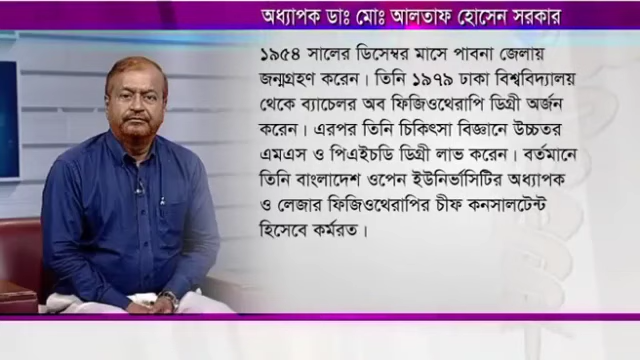 অধ্যাপক ডাঃ মোঃ আলতাফ হোসেন সরকার
১৯৫৪ সালের ডিসেম্বর মাসে পাবনা জেলায়
জন্মগ্রহণ করেন। তিনি ১৯৭৯ ঢাকা বিশ্ববিদ্যালয়
থেকে ব্যাচেলর অব ফিজিওথেরাপি ডিগ্রী অর্জন
করেন। এরপর তিনি চিকিৎসা বিজ্ঞানে উচ্চতর
এমএস ও পিএইচডি ডিগ্রী লাভ করেন। বর্তমানে
তিনি বাংলাদেশ ওপেন ইউনির্ভাসিটির অধ্যাপক
ও লেজার ফিজিওথেরাপির চীফ কনসালটেন্ট
হিসেবে কর্মরত।